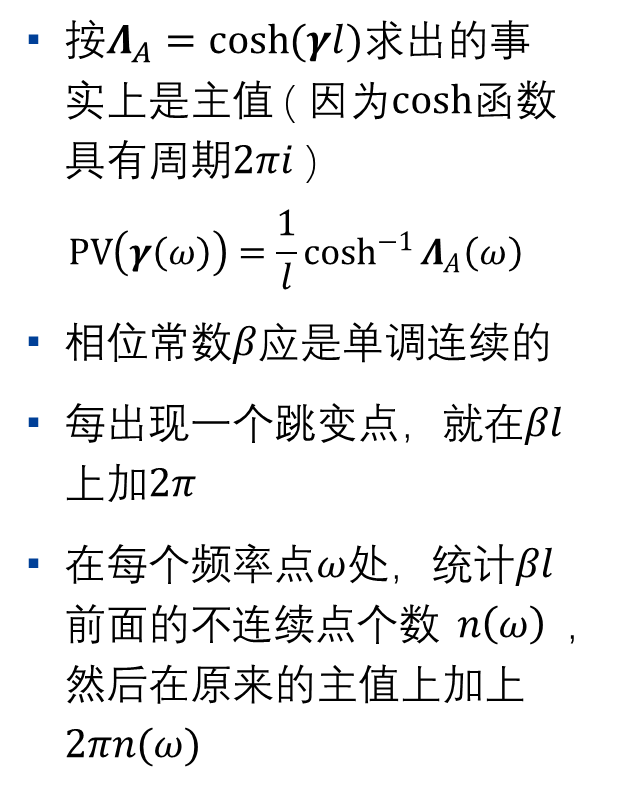 ▪ 按𝜦_A = cosh(𝜸l)求出的事
实上是主值（因为cosh函数
具有周期2πi）
PV(𝜸(ω)) = 1/l cosh⁻¹ 𝜦_A(ω)
▪ 相位常数β应是单调连续的
▪ 每出现一个跳变点，就在βl
上加2π
▪ 在每个频率点ω处，统计βl
前面的不连续点个数 n(ω)，
然后在原来的主值上加上
2πn(ω)